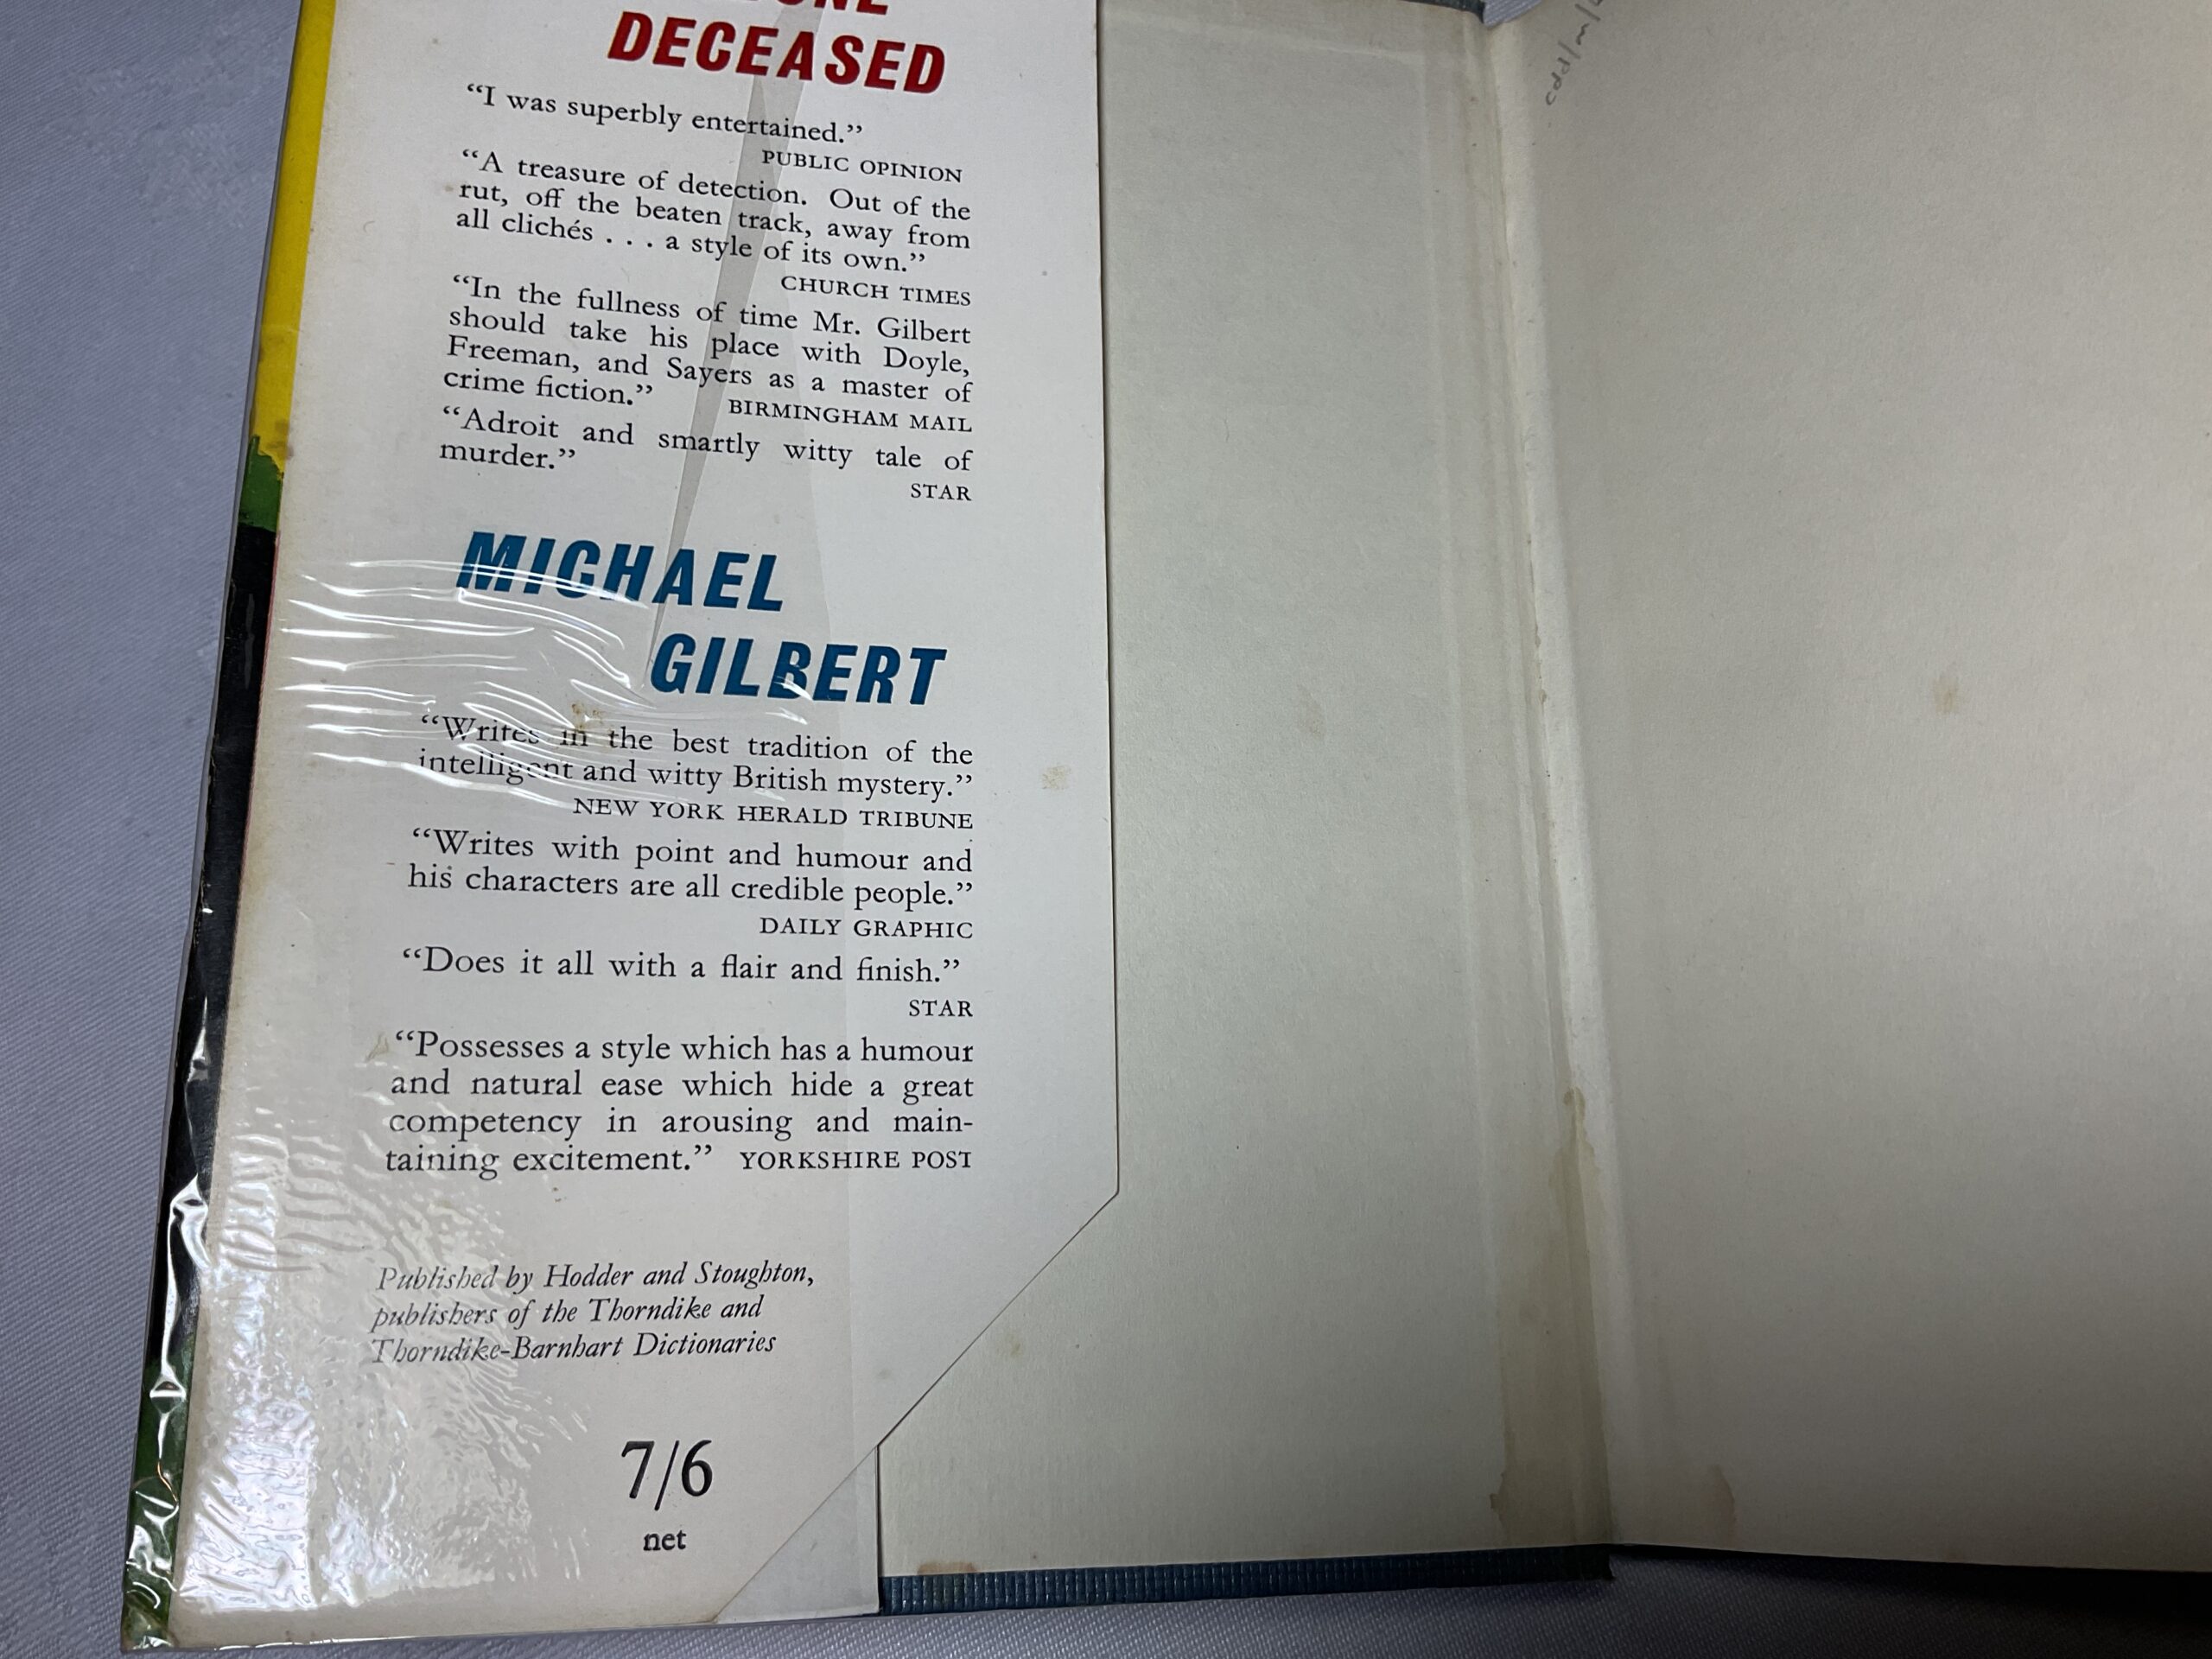 DECEASED
“I was superbly entertained.”
PUBLIC OPINION
“A treasure of detection. Out of the
rut, off the beaten track, away from
all clichés . . . a style of its own.”
CHURCH TIMES
“In the fullness of time Mr. Gilbert
should take his place with Doyle,
Freeman, and Sayers as a master of
crime fiction.” BIRMINGHAM MAIL
“Adroit and smartly witty tale of
murder.”
STAR
MICHAEL
GILBERT
“Writes in the best tradition of the
intelligent and witty British mystery.”
NEW YORK HERALD TRIBUNE
“Writes with point and humour and
his characters are all credible people.”
DAILY GRAPHIC
“Does it all with a flair and finish.”
STAR
“Possesses a style which has a humour
and natural ease which hide a great
competency in arousing and main-
taining excitement.” YORKSHIRE POST
Published by Hodder and Stoughton,
publishers of the Thorndike and
Thorndike-Barnhart Dictionaries
7/6
net